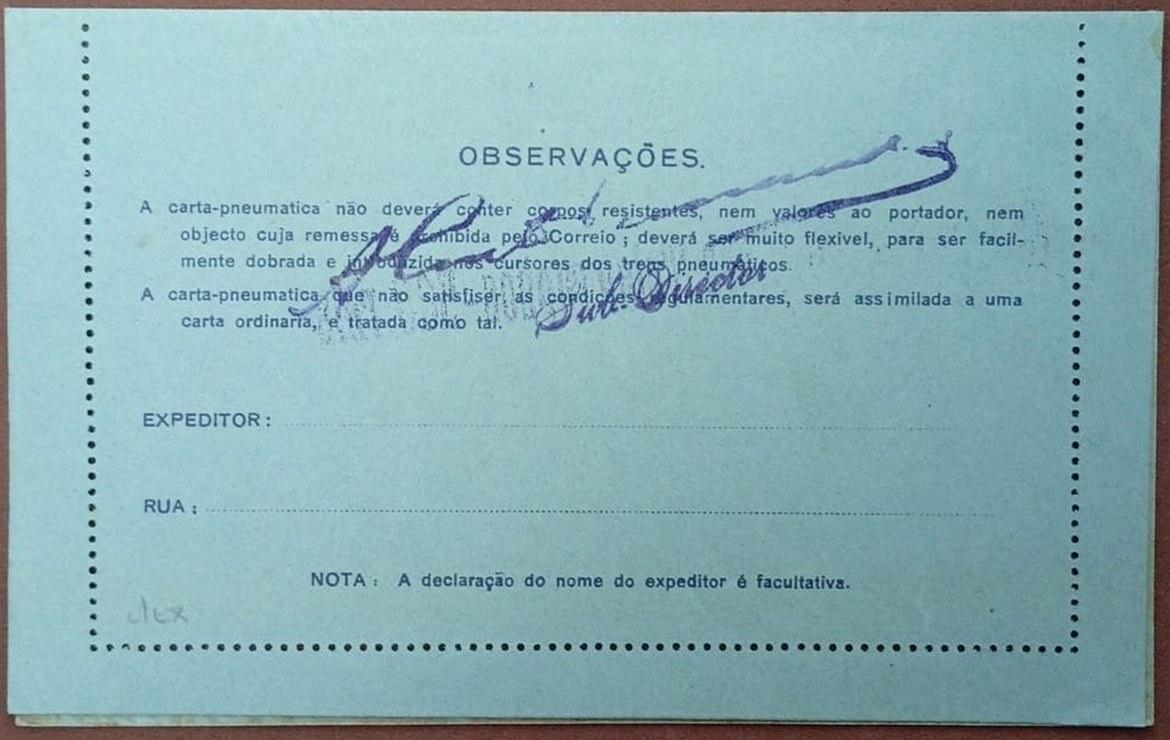 OBSERVAÇÕES.
A carta-pneumatica não deverá conter corpos resistentes, nem valores ao portador, nem
objecto cuja remessa é prohibida pelo Correio ; deverá ser muito flexivel, para ser facil-
mente dobrada e introduzida nos cursores dos trens pneumáticos.
A carta-pneumatica que não satisfiser as condições regulamentares, será assimilada a uma
carta ordinaria, e tratada como tal.
Sub. Director
EXPEDITOR :
RUA :
NOTA : A declaração do nome do expeditor é facultativa.